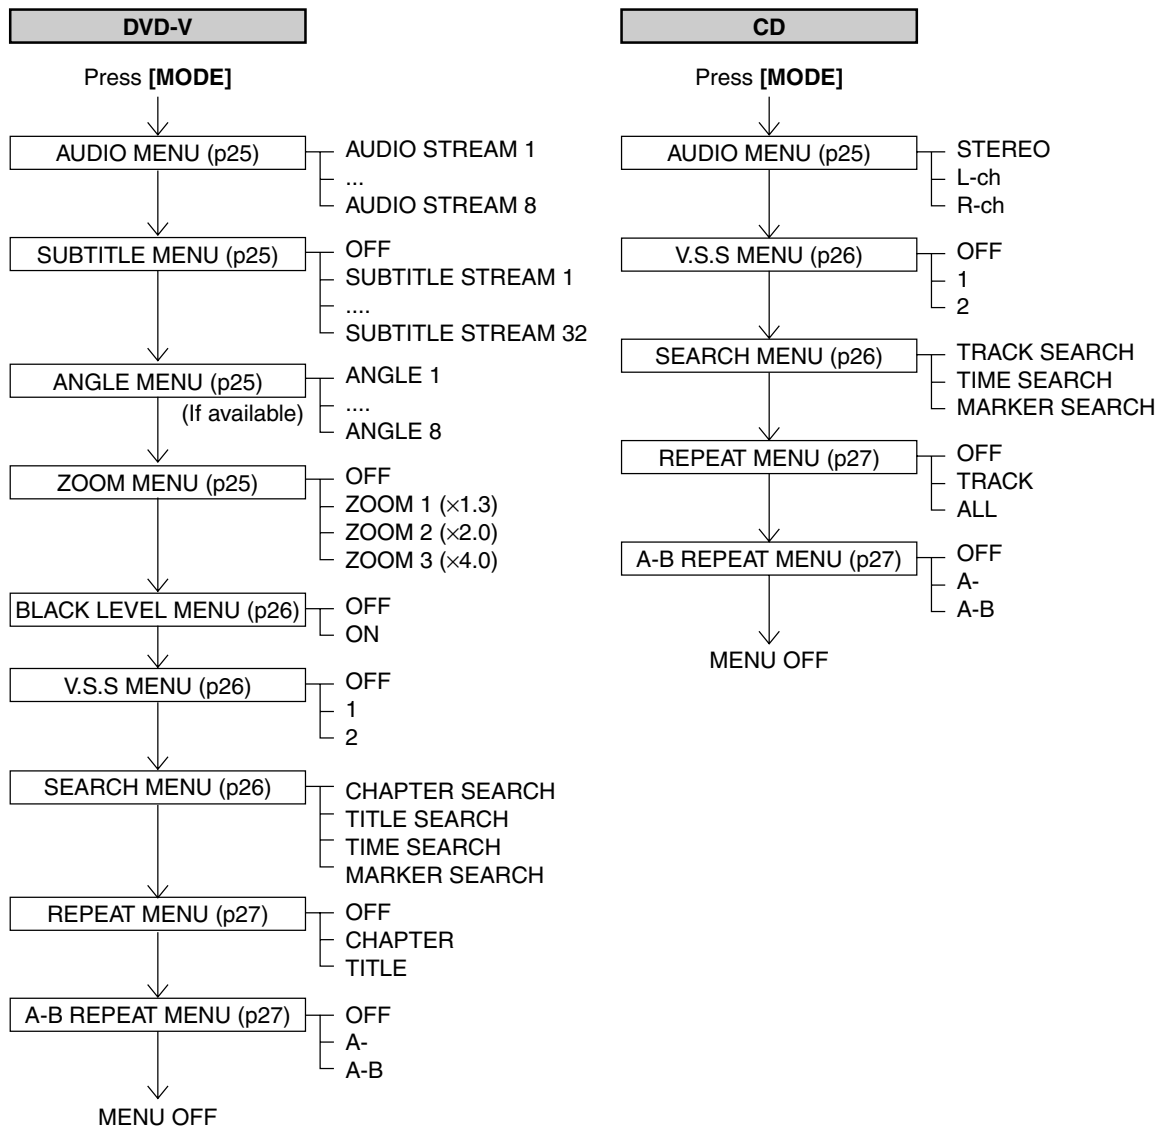 DVD-V
Press [MODE]
AUDIO MENU (p25)
AUDIO STREAM 1
...
AUDIO STREAM 8
SUBTITLE MENU (p25)
OFF
SUBTITLE STREAM 1
....
SUBTITLE STREAM 32
ANGLE MENU (p25)
(If available)
ANGLE 1
....
ANGLE 8
ZOOM MENU (p25)
OFF
ZOOM 1 (×1.3)
ZOOM 2 (×2.0)
ZOOM 3 (×4.0)
BLACK LEVEL MENU (p26)
OFF
ON
V.S.S MENU (p26)
OFF
1
2
SEARCH MENU (p26)
CHAPTER SEARCH
TITLE SEARCH
TIME SEARCH
MARKER SEARCH
REPEAT MENU (p27)
OFF
CHAPTER
TITLE
A-B REPEAT MENU (p27)
OFF
A-
A-B
MENU OFF
CD
Press [MODE]
AUDIO MENU (p25)
STEREO
L-ch
R-ch
V.S.S MENU (p26)
OFF
1
2
SEARCH MENU (p26)
TRACK SEARCH
TIME SEARCH
MARKER SEARCH
REPEAT MENU (p27)
OFF
TRACK
ALL
A-B REPEAT MENU (p27)
OFF
A-
A-B
MENU OFF